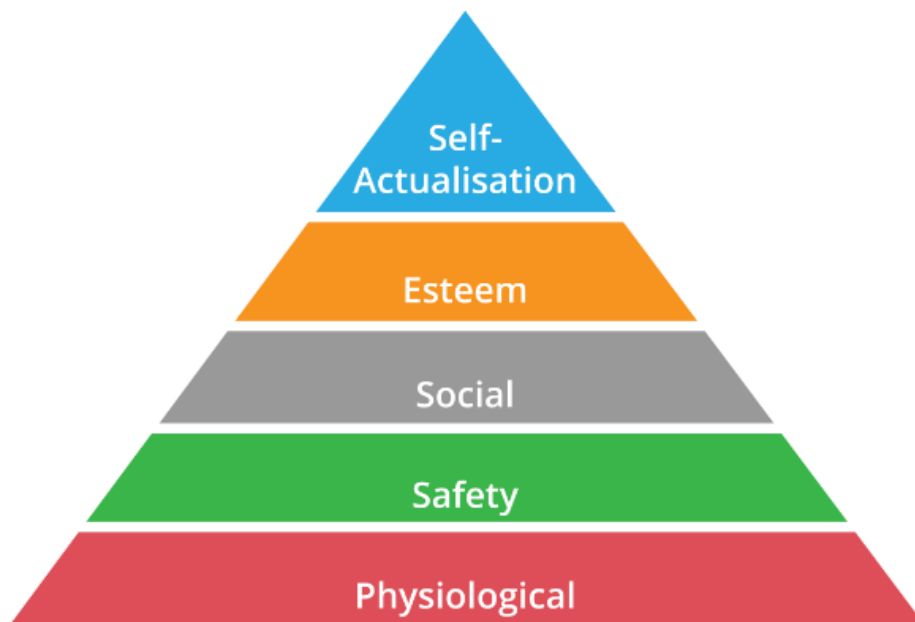 Self-
Actualisation
Esteem
Social
Safety
Physiological